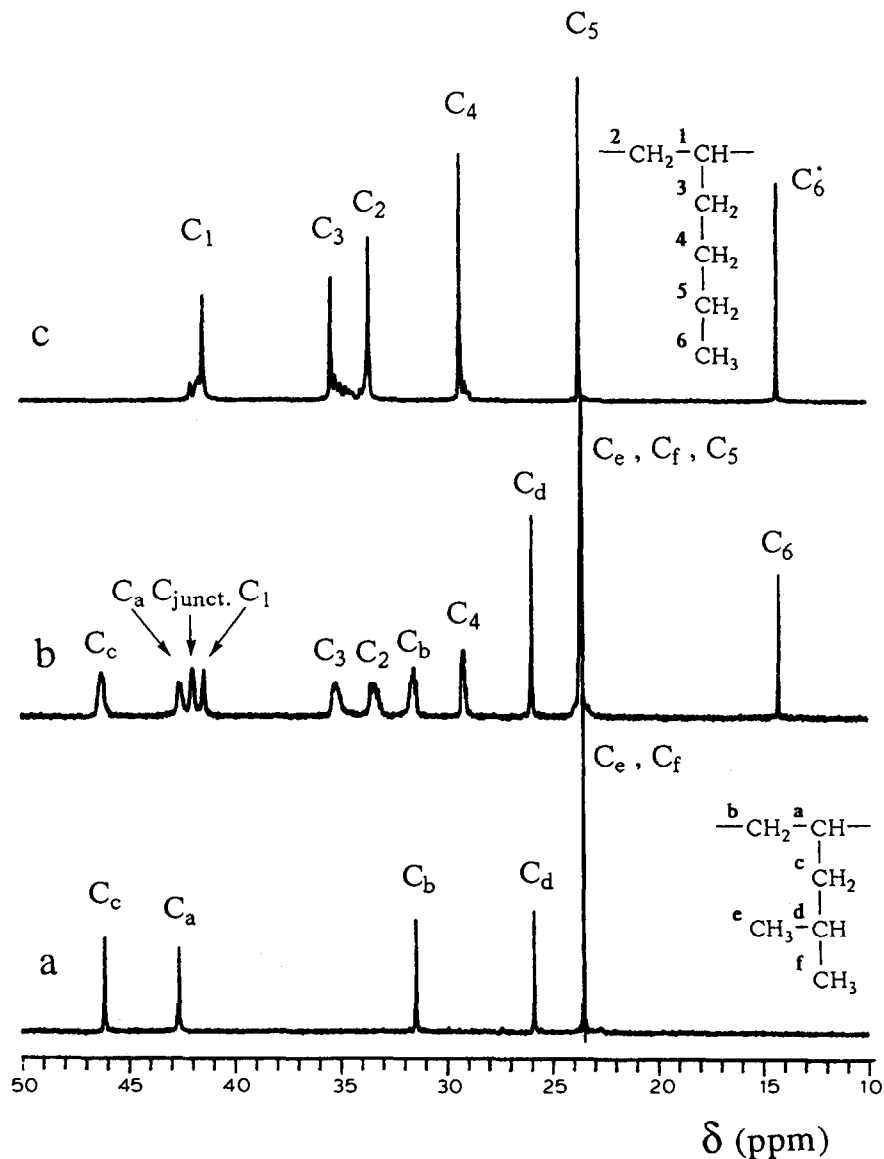 C5
C4
2 1
—CH2—CH—
C6·
3
CH2
C2
C3
C1
4
CH2
5
CH2
6
CH3
c
Ce , Cf , C5
Cd
C6
Ca Cjunct. C1
C4
Cc
C3 C2 Cb
b
Ce , Cf
b a
—CH2—CH—
c
CH2
Cc
Ca
Cb
Cd
e d
CH3—CH
f
CH3
a
50 45 40 35 30 25 20 15 10
δ (ppm)